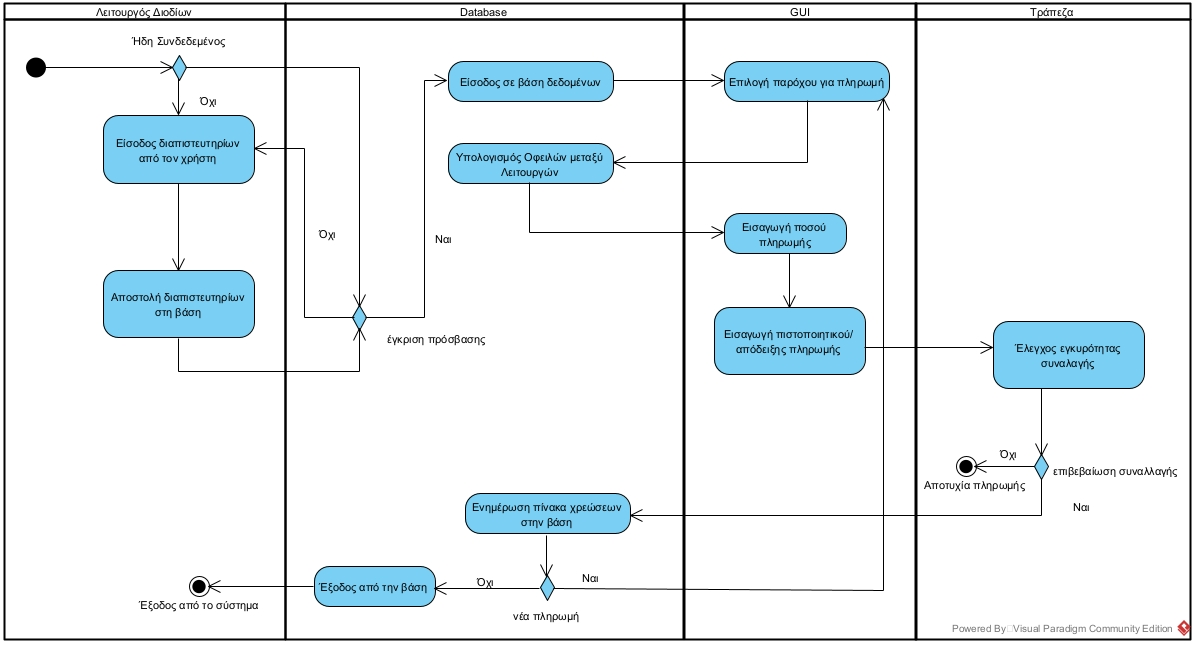 Λειτουργός Διοδίων
Database
GUI
Τράπεζα
Ήδη Συνδεδεμένος
Όχι
Είσοδος διαπιστευτηρίων
από τον χρήστη
Αποστολή διαπιστευτηρίων
στη βάση
Όχι
Ναι
έγκριση πρόσβασης
Είσοδος σε βάση δεδομένων
Επιλογή παρόχου για πληρωμή
Υπολογισμός Οφειλών μεταξύ
Λειτουργών
Εισαγωγή ποσού
πληρωμής
Εισαγωγή πιστοποιητικού/
απόδειξης πληρωμής
Έλεγχος εγκυρότητας
συναλαγής
Όχι
επιβεβαίωση συναλλαγής
Αποτυχία πληρωμής
Ναι
Ενημέρωση πίνακα χρεώσεων
στην βάση
Όχι
Ναι
νέα πληρωμή
Έξοδος από την βάση
Έξοδος από το σύστημα
Powered By Visual Paradigm Community Edition